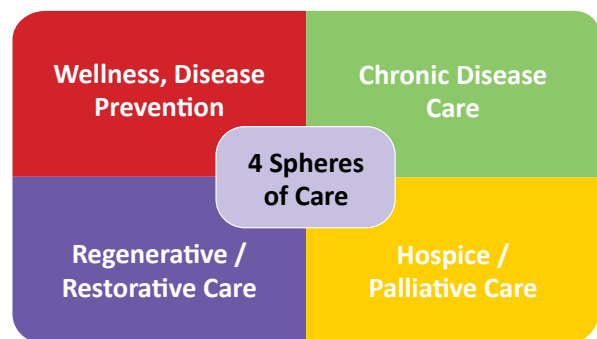 Wellness, Disease
Prevention
Chronic Disease
Care
4 Spheres
of Care
Regenerative /
Restorative Care
Hospice /
Palliative Care